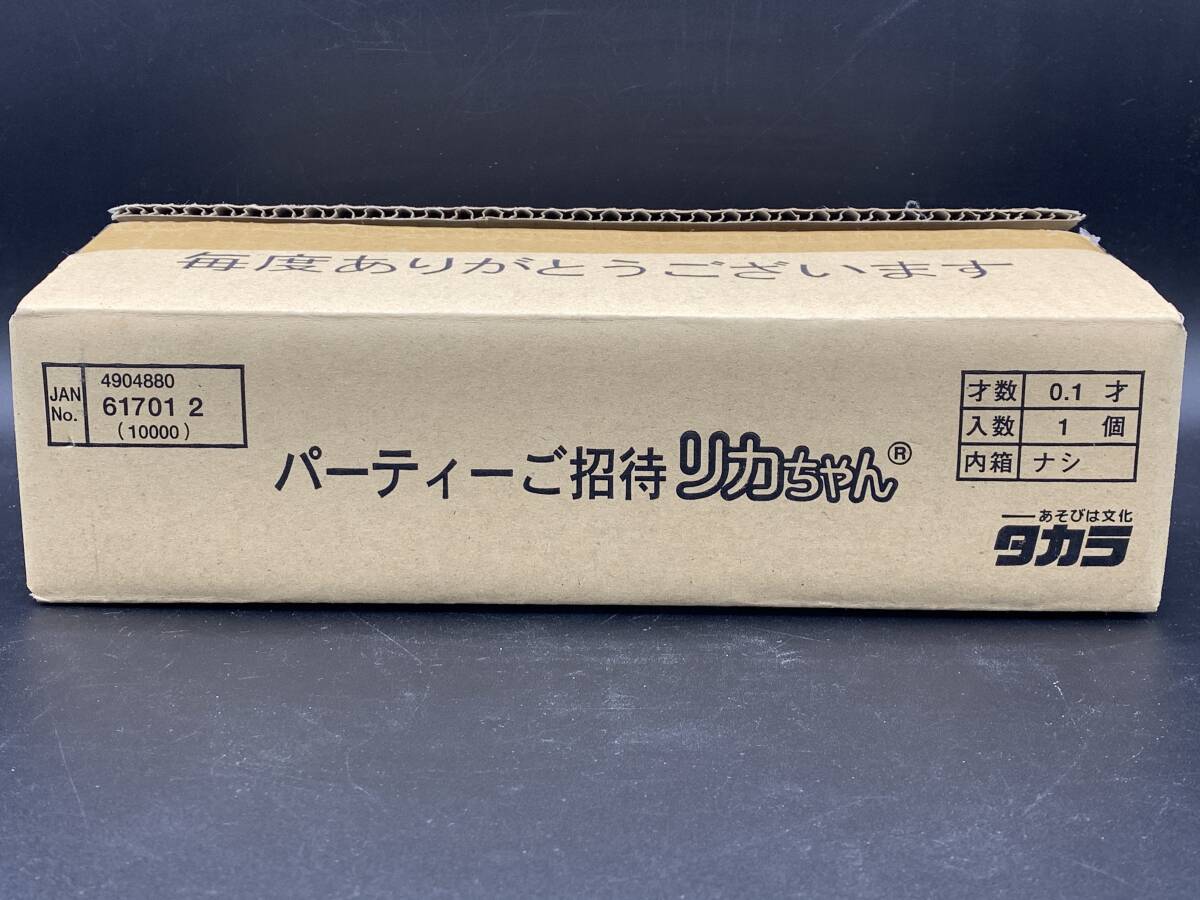 毎度ありがとうございます
JAN No.
4904880
61701 2
(10000)
パーティーご招待 リカちゃん®
才数 0.1 才
入数 1 個
内箱 ナシ
あそびは文化
タカラ